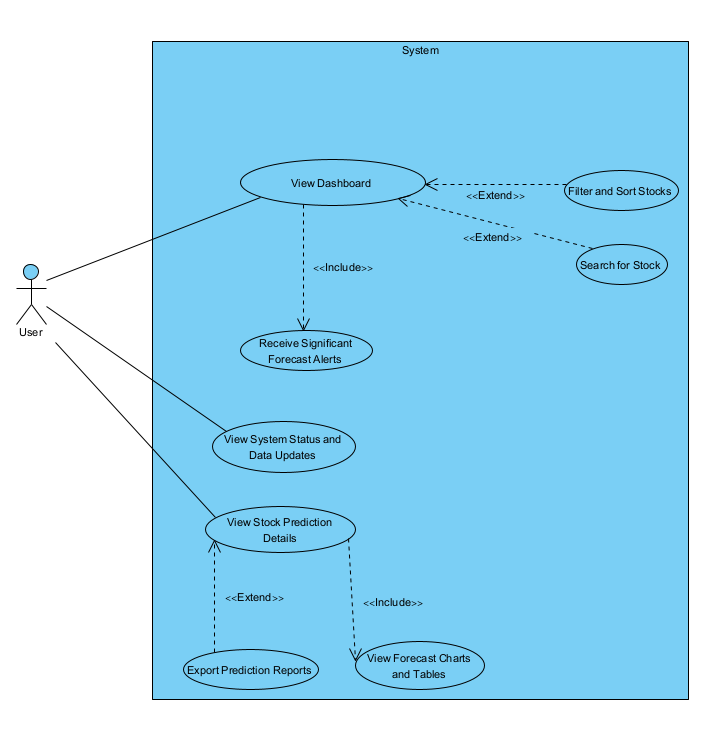 System
View Dashboard
<<Extend>>
Filter and Sort Stocks
<<Extend>>
Search for Stock
<<Include>>
User
Receive Significant
Forecast Alerts
View System Status and
Data Updates
View Stock Prediction
Details
<<Extend>>
<<Include>>
Export Prediction Reports
View Forecast Charts
and Tables